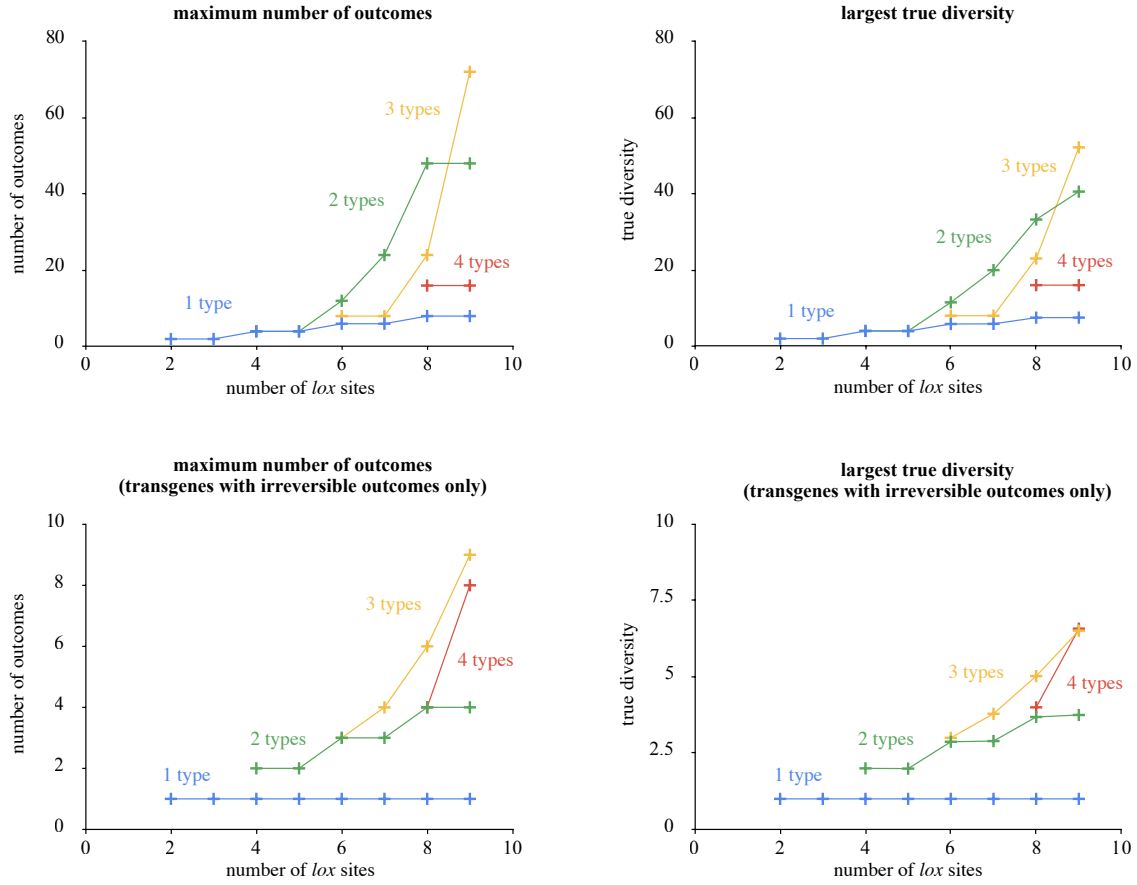 maximum number of outcomes
80
60
40
20
0
0
2
4
6
8
10
number of outcomes
number of lox sites
1 type
2 types
3 types
4 types
largest true diversity
80
60
40
20
0
0
2
4
6
8
10
true diversity
number of lox sites
1 type
2 types
3 types
4 types
maximum number of outcomes
(transgenes with irreversible outcomes only)
10
8
6
4
2
0
0
2
4
6
8
10
number of outcomes
number of lox sites
1 type
2 types
3 types
4 types
largest true diversity
(transgenes with irreversible outcomes only)
10
7.5
5
2.5
0
0
2
4
6
8
10
true diversity
number of lox sites
1 type
2 types
3 types
4 types